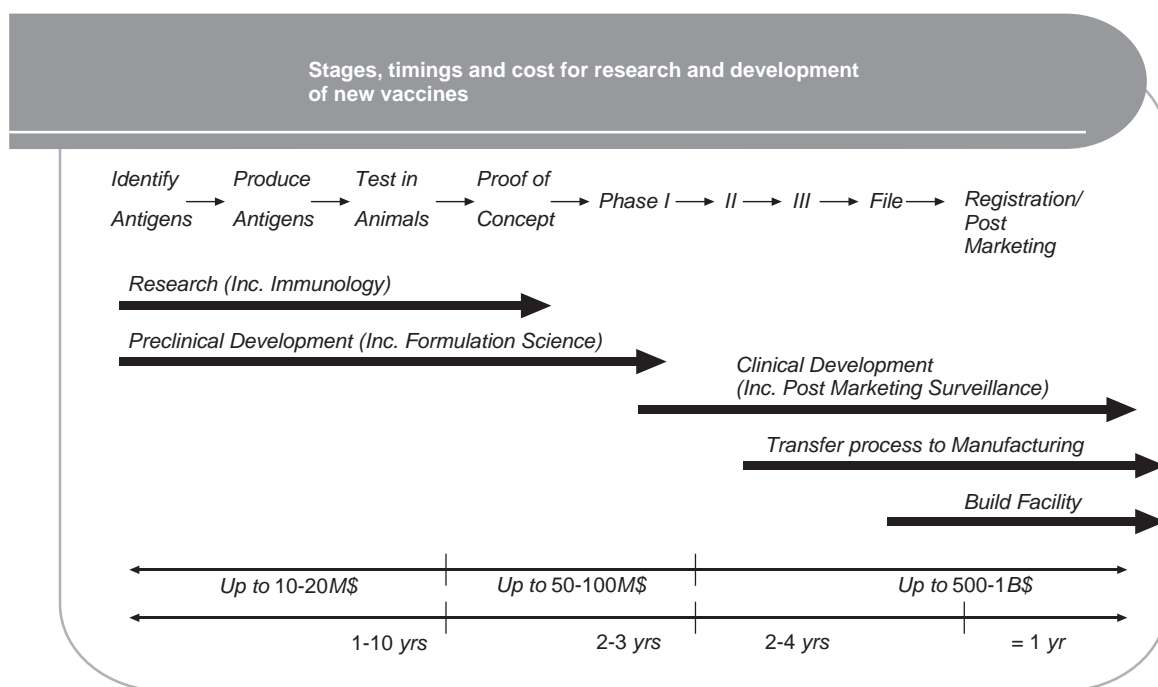 Stages, timings and cost for research and development
of new vaccines
Identify
Antigens
Produce
Antigens
Test in
Animals
Proof of
Concept
Phase I
II
III
File
Registration/
Post
Marketing
Research (Inc. Immunology)
Preclinical Development (Inc. Formulation Science)
Clinical Development
(Inc. Post Marketing Surveillance)
Transfer process to Manufacturing
Build Facility
Up to 10-20M$
Up to 50-100M$
Up to 500-1B$
1-10 yrs
2-3 yrs
2-4 yrs
= 1 yr